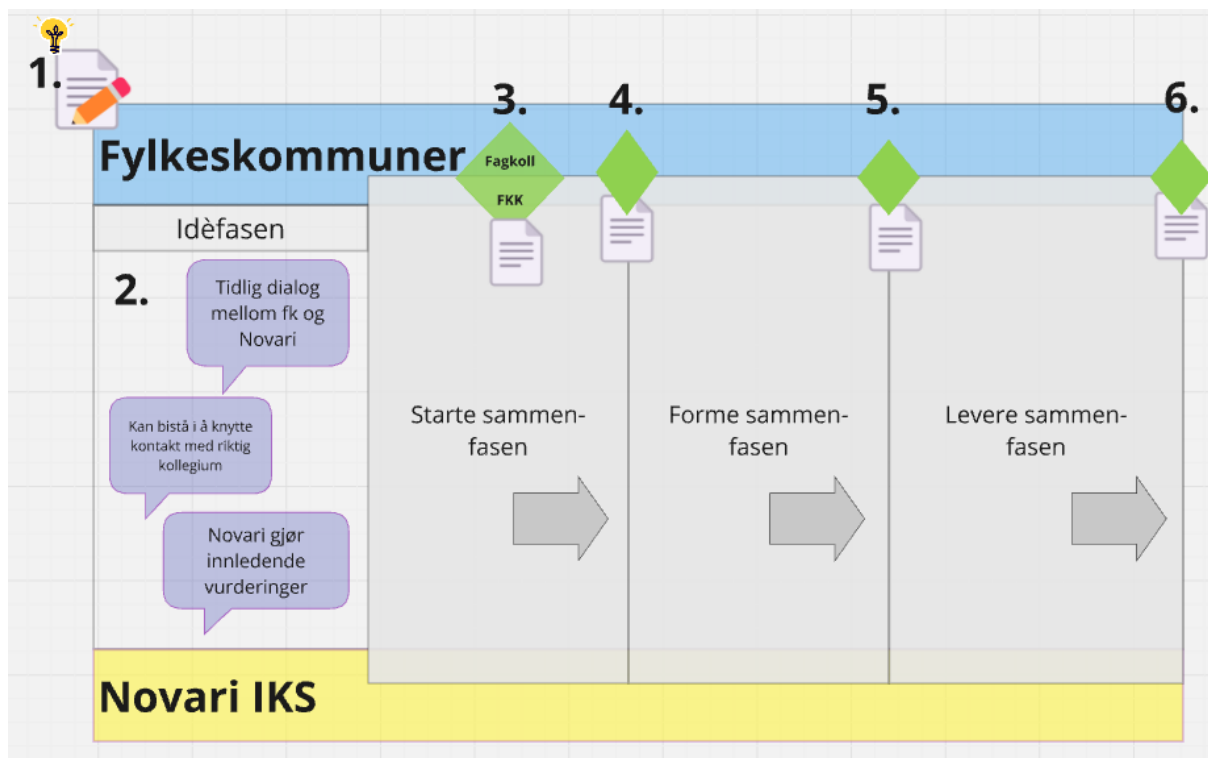 1.
3.
4.
5.
6.
Fylkeskommuner
Fagkoll
FKK
Idèfasen
2.
Tidlig dialog
mellom fk og
Novari
Kan bistå i å knytte
kontakt med riktig
kollegium
Novari gjør
innledende
vurderinger
Starte sammen-
fasen
Forme sammen-
fasen
Levere sammen-
fasen
Novari IKS